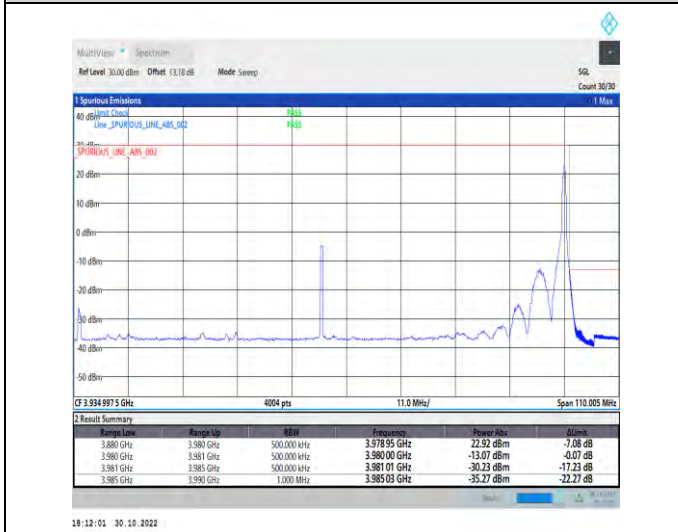 MultiView Spectrum
Ref Level 30.00 dBm Offset 13.18 dB Mode Sweep SGL
Count 30/30
1 Spurious Emissions 1 Max
40 dBm Limit Check PASS
Line _SPURIOUS_LINE_ABS_002 PASS
_SPURIOUS_LINE_ABS_002
20 dBm
10 dBm
0 dBm
-10 dBm
-20 dBm
-30 dBm
-40 dBm
-50 dBm
CF 3.934 997 5 GHz 4004 pts 11.0 MHz/ Span 110.005 MHz
2 Result Summary
Range Low Range Up RBW Frequency Power Abs ΔLimit
3.880 GHz 3.980 GHz 500.000 kHz 3.978 95 GHz 22.92 dBm -7.08 dB
3.980 GHz 3.981 GHz 500.000 kHz 3.980 00 GHz -13.07 dBm -0.07 dB
3.981 GHz 3.985 GHz 500.000 kHz 3.981 01 GHz -30.23 dBm -17.23 dB
3.985 GHz 3.990 GHz 1.000 MHz 3.985 03 GHz -35.27 dBm -22.27 dB
18:12:01 30.10.2022